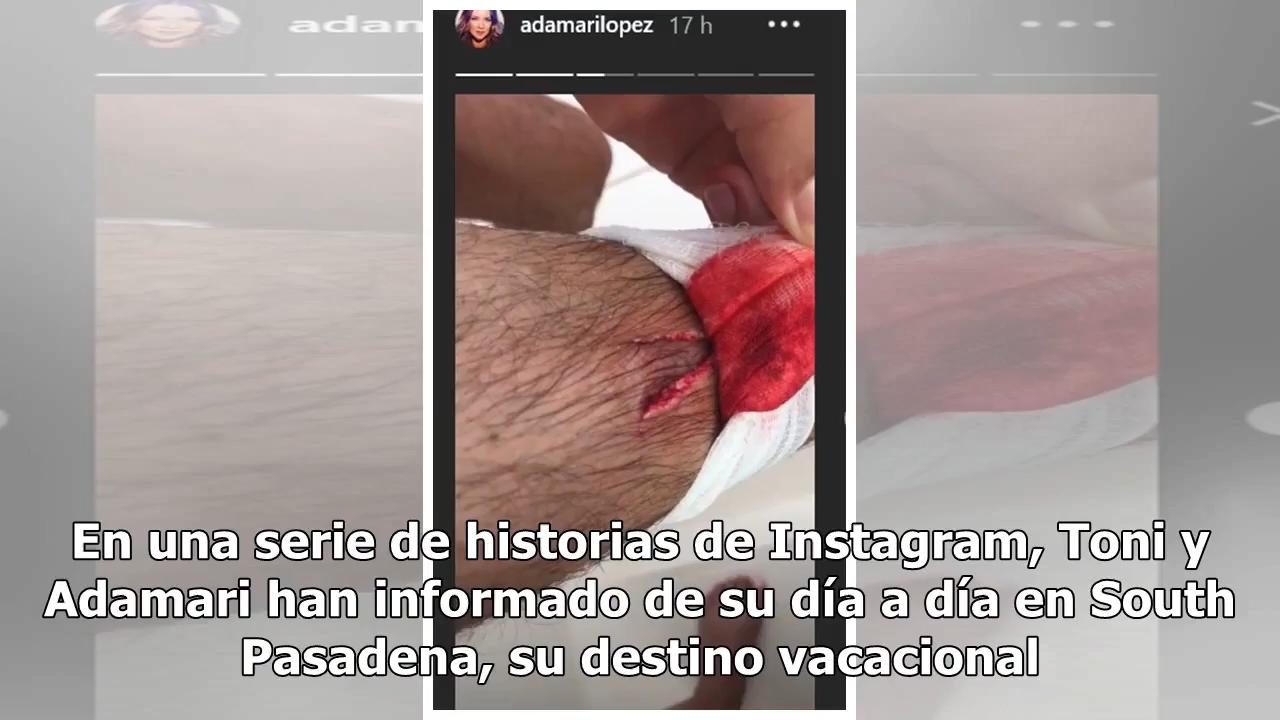 adamarilopez 17 h
adam
En una serie de historias de Instagram, Toni y
Adamari han informado de su día a día en South
Pasadena, su destino vacacional